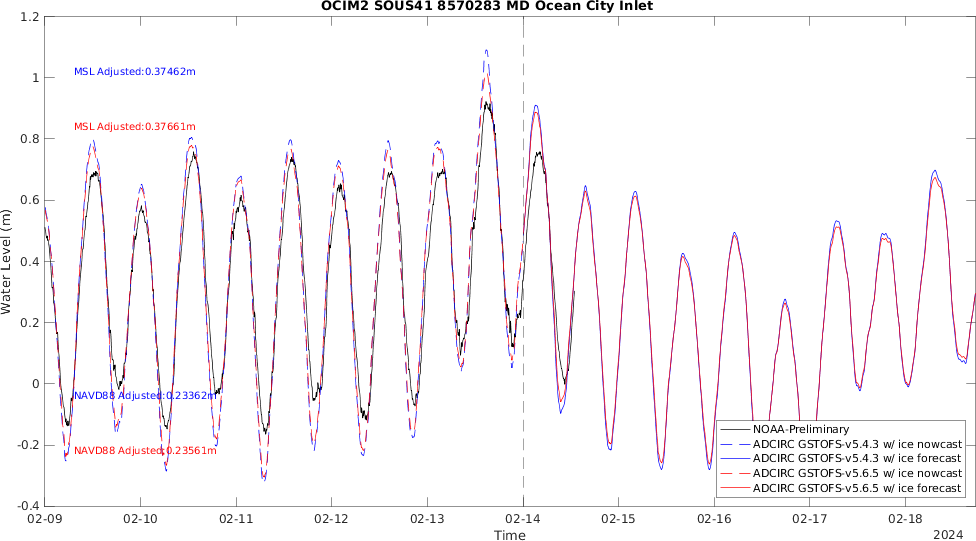 OCIM2 SOUS41 8570283 MD Ocean City Inlet
1.2
1
0.8
0.6
0.4
0.2
0
-0.2
-0.4
Water Level (m)
MSL Adjusted:0.37462m
MSL Adjusted:0.37661m
NAVD88 Adjusted:0.23362m
NAVD88 Adjusted:0.23561m
NOAA-Preliminary
ADCIRC GSTOFS-v5.4.3 w/ ice nowcast
ADCIRC GSTOFS-v5.4.3 w/ ice forecast
ADCIRC GSTOFS-v5.6.5 w/ ice nowcast
ADCIRC GSTOFS-v5.6.5 w/ ice forecast
02-09 02-10 02-11 02-12 02-13 02-14 02-15 02-16 02-17 02-18
Time
2024